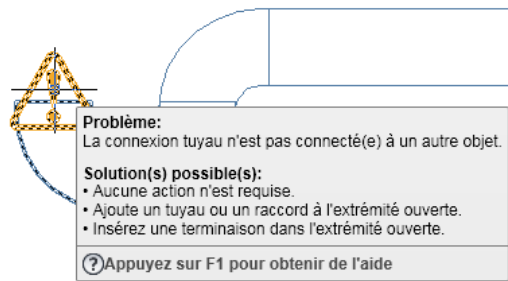 Problème:
La connexion tuyau n'est pas connecté(e) à un autre objet.
Solution(s) possible(s):
• Aucune action n'est requise.
• Ajoute un tuyau ou un raccord à l'extrémité ouverte.
• Insérez une terminaison dans l'extrémité ouverte.
?Appuyez sur F1 pour obtenir de l'aide